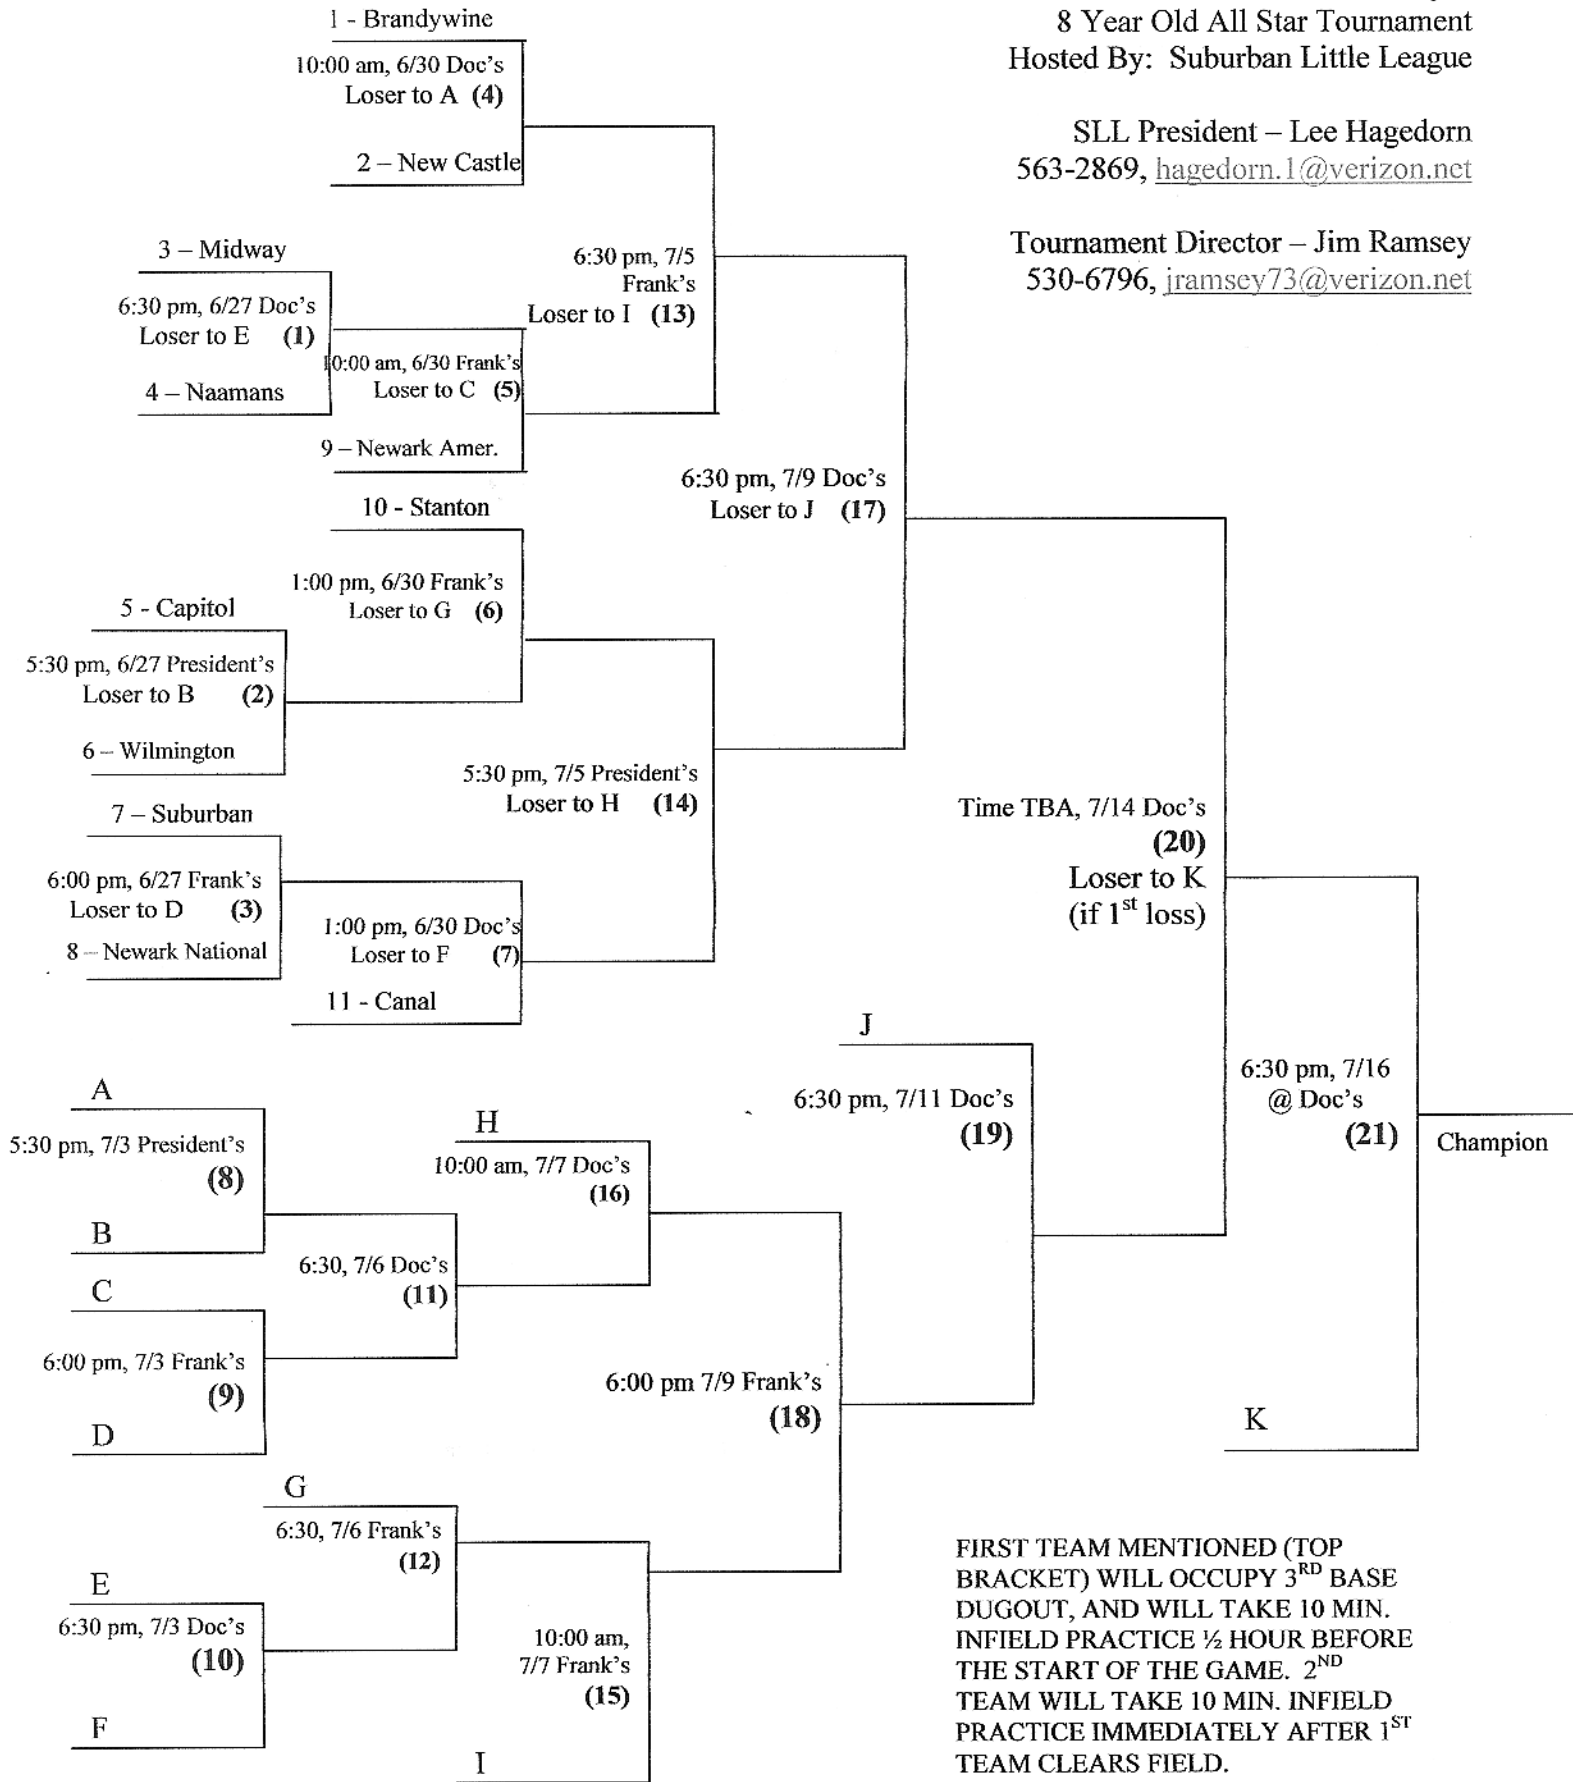 8 Year Old All Star Tournament
Hosted By: Suburban Little League
SLL President – Lee Hagedorn
563-2869, hagedorn.1@verizon.net
Tournament Director – Jim Ramsey
530-6796, jramsey73@verizon.net
1 - Brandywine
10:00 am, 6/30 Doc's
Loser to A (4)
2 – New Castle
3 – Midway
6:30 pm, 6/27 Doc's
Loser to E (1)
4 – Naamans
10:00 am, 6/30 Frank's
Loser to C (5)
9 – Newark Amer.
6:30 pm, 7/5
Frank's
Loser to I (13)
10 - Stanton
1:00 pm, 6/30 Frank's
Loser to G (6)
5 - Capitol
5:30 pm, 6/27 President's
Loser to B (2)
6 – Wilmington
7 – Suburban
6:00 pm, 6/27 Frank's
Loser to D (3)
8 – Newark National
1:00 pm, 6/30 Doc's
Loser to F (7)
11 - Canal
5:30 pm, 7/5 President's
Loser to H (14)
6:30 pm, 7/9 Doc's
Loser to J (17)
Time TBA, 7/14 Doc's
(20)
Loser to K
(if 1st loss)
J
6:30 pm, 7/11 Doc's
(19)
6:30 pm, 7/16
@ Doc's
(21)
Champion
K
A
5:30 pm, 7/3 President's
(8)
B
C
6:00 pm, 7/3 Frank's
(9)
D
H
10:00 am, 7/7 Doc's
(16)
6:30, 7/6 Doc's
(11)
6:00 pm 7/9 Frank's
(18)
G
6:30, 7/6 Frank's
(12)
E
6:30 pm, 7/3 Doc's
(10)
F
10:00 am,
7/7 Frank's
(15)
I
FIRST TEAM MENTIONED (TOP
BRACKET) WILL OCCUPY 3RD BASE
DUGOUT, AND WILL TAKE 10 MIN.
INFIELD PRACTICE ½ HOUR BEFORE
THE START OF THE GAME. 2ND
TEAM WILL TAKE 10 MIN. INFIELD
PRACTICE IMMEDIATELY AFTER 1ST
TEAM CLEARS FIELD.